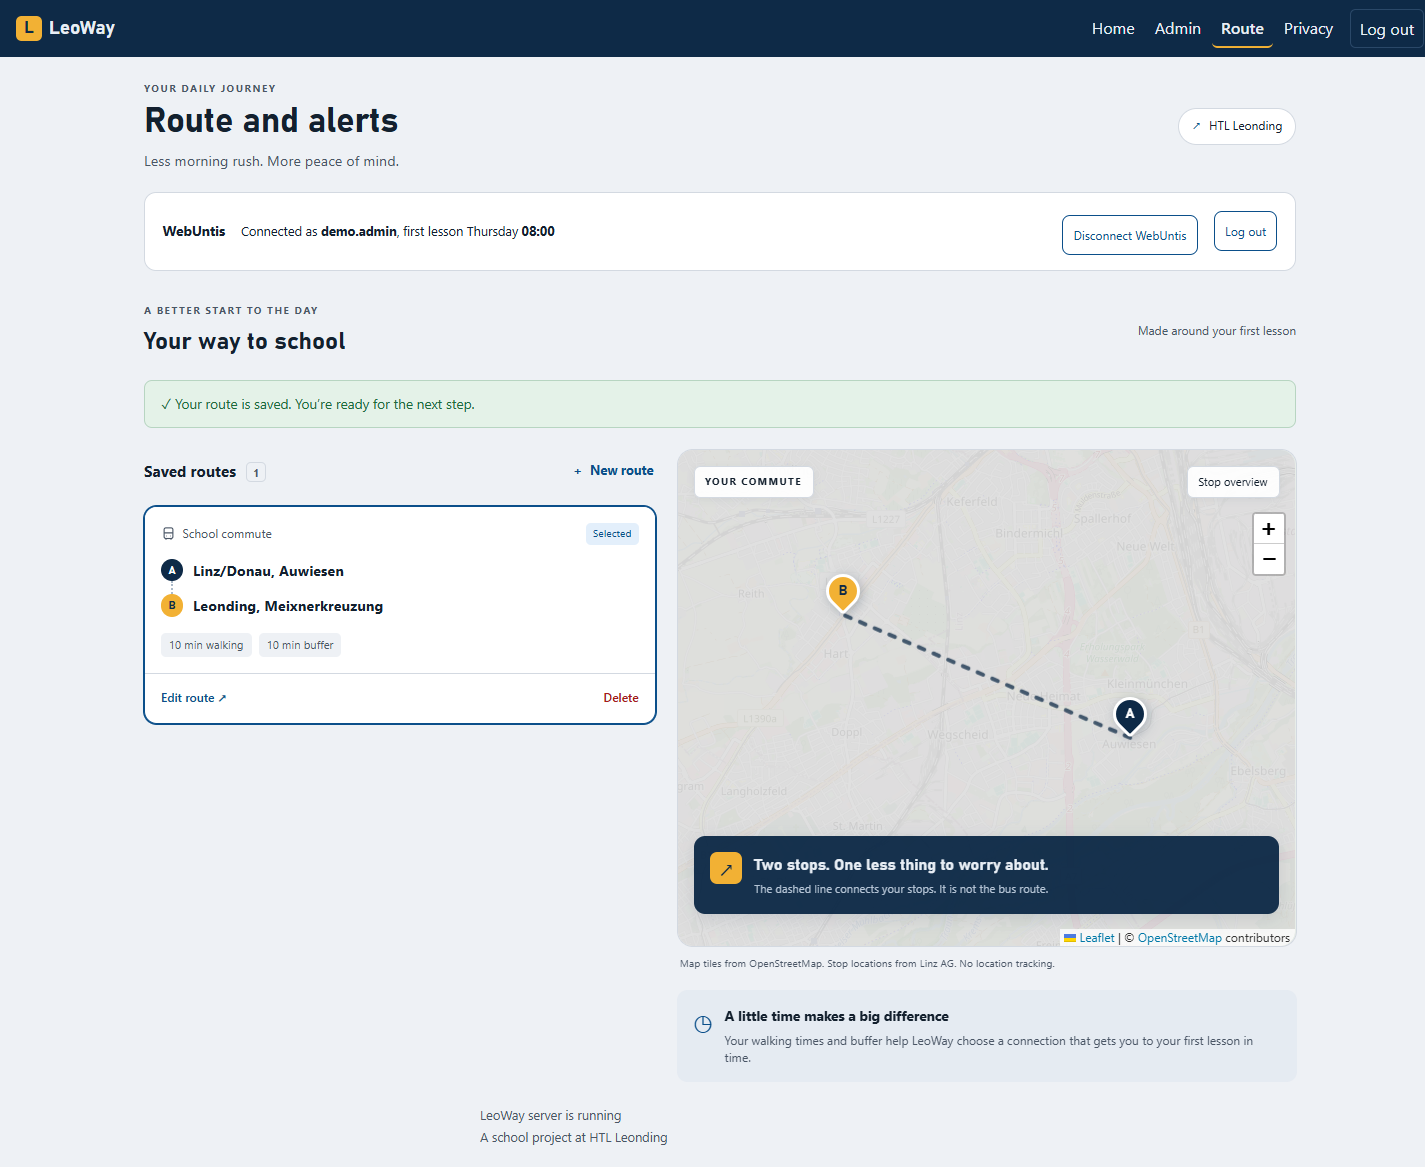 L LeoWay
Home Admin Route Privacy Log out
YOUR DAILY JOURNEY
Route and alerts
Less morning rush. More peace of mind.
↗ HTL Leonding
WebUntis Connected as demo.admin, first lesson Thursday 08:00
Disconnect WebUntis Log out
A BETTER START TO THE DAY
Your way to school
Made around your first lesson
✓ Your route is saved. You're ready for the next step.
Saved routes 1
+ New route
School commute
Selected
A Linz/Donau, Auwiesen
B Leonding, Meixnerkreuzung
10 min walking 10 min buffer
Edit route ↗
Delete
YOUR COMMUTE
Stop overview
+
−
Keferfeld
Bindermichl
Spallerhof
Neue Welt
Reith
B
Hart
Kleinmünchen
L1390a
Doppl
Wegscheid
A
Auwiesen
Ebelsberg
Langholzfeld
St. Martin
↗ Two stops. One less thing to worry about.
The dashed line connects your stops. It is not the bus route.
Leaflet | © OpenStreetMap contributors
Map tiles from OpenStreetMap. Stop locations from Linz AG. No location tracking.
A little time makes a big difference
Your walking times and buffer help LeoWay choose a connection that gets you to your first lesson in
time.
LeoWay server is running
A school project at HTL Leonding